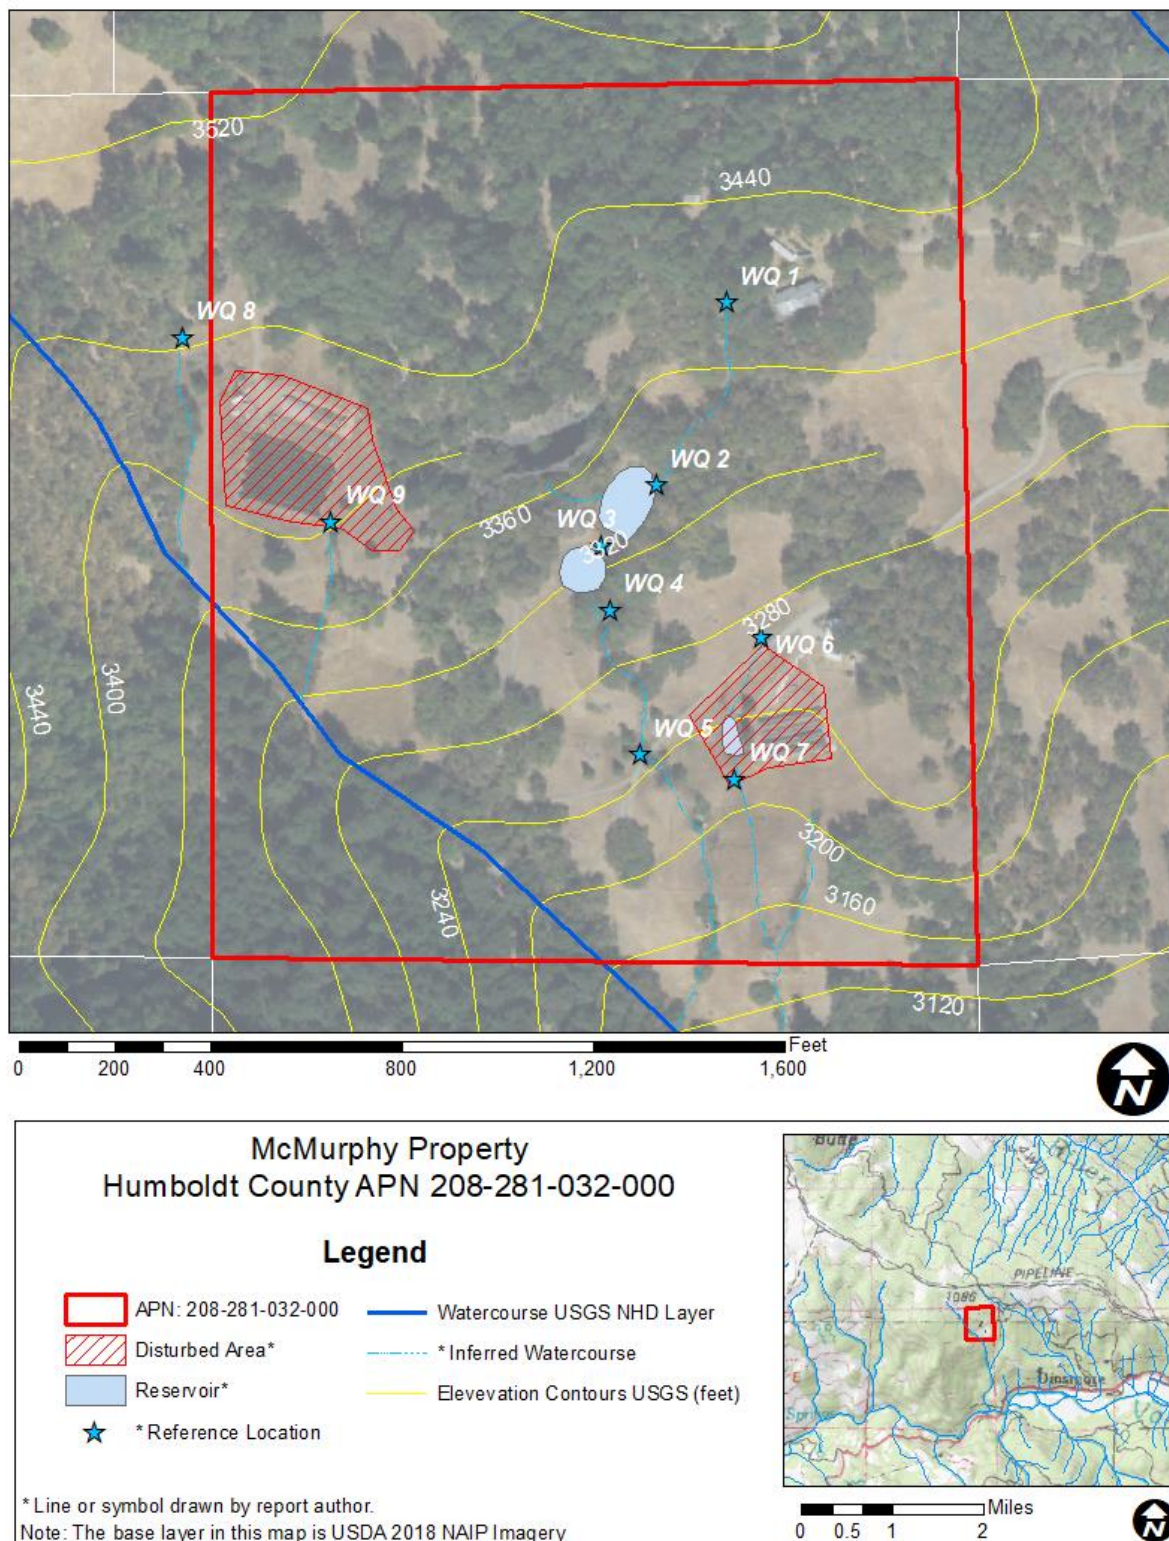 3520
3440
WQ 1
WQ 8
WQ 2
WQ 9
3360
WQ 3
3320
WQ 4
3280
WQ 6
3400
3440
WQ 5
WQ 7
3200
3240
3160
3120
Feet
0 200 400 800 1,200 1,600
N
McMurphy Property
Humboldt County APN 208-281-032-000
Legend
APN: 208-281-032-000
Disturbed Area*
Reservoir*
* Reference Location
Watercourse USGS NHD Layer
* Inferred Watercourse
Elevevation Contours USGS (feet)
* Line or symbol drawn by report author.
Note: The base layer in this map is USDA 2018 NAIP Imagery
Butte
PIPELINE
1086
Dinsmore
Springs
Van
Miles
0 0.5 1 2
N